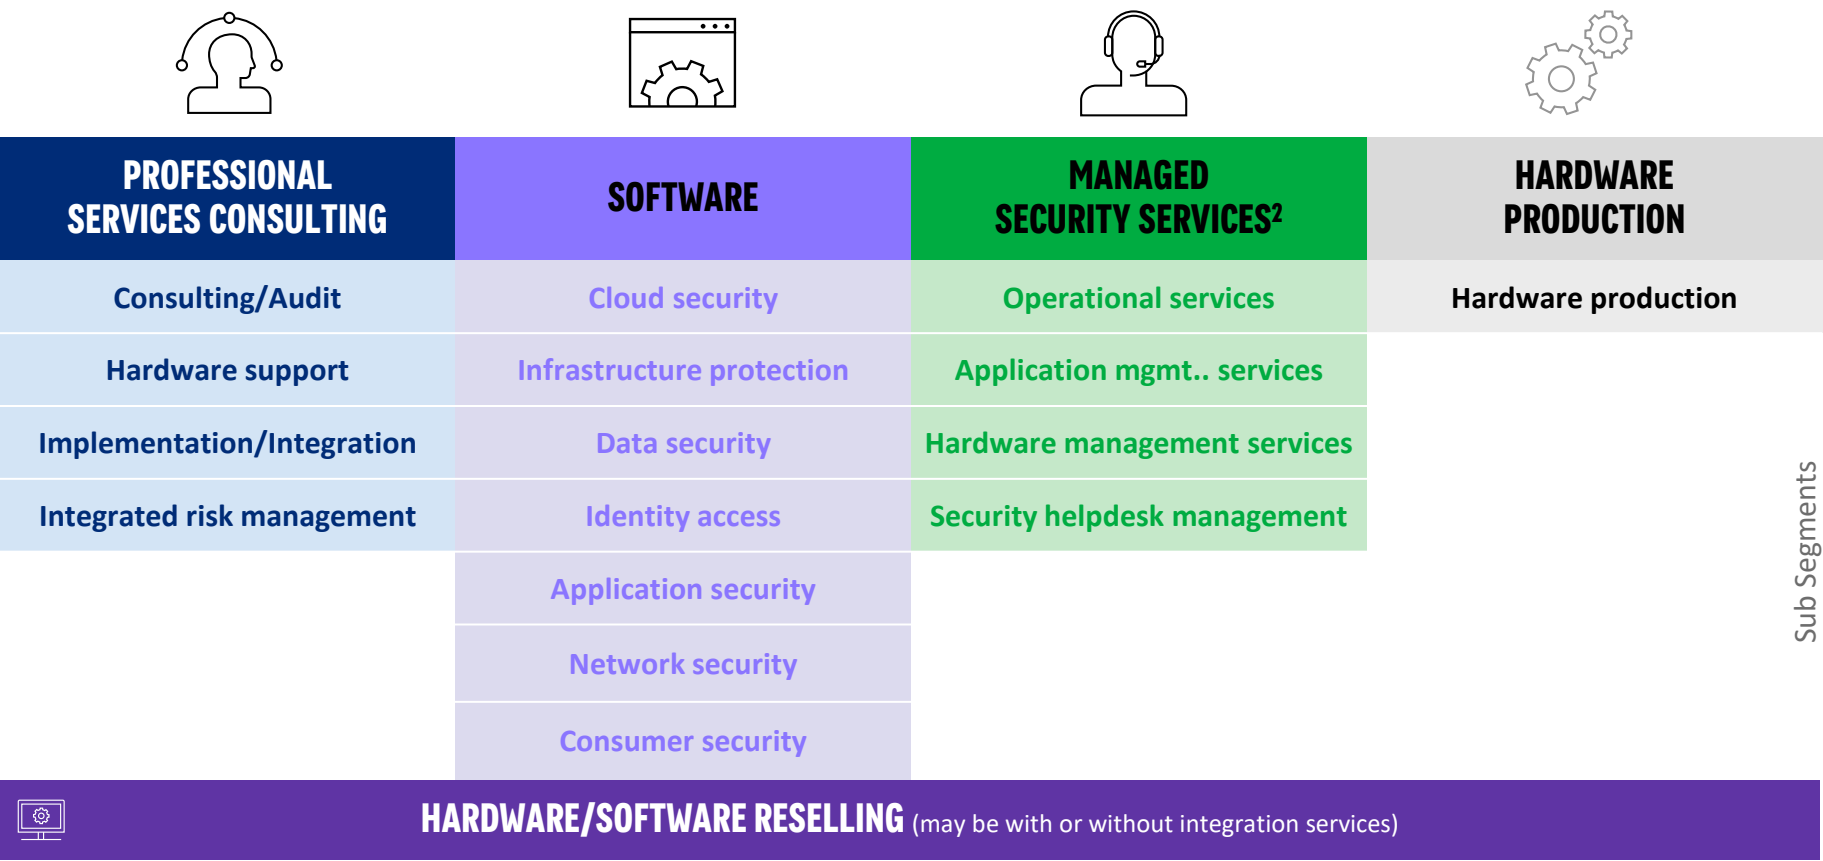 PROFESSIONAL
SERVICES CONSULTING
SOFTWARE
MANAGED
SECURITY SERVICES²
HARDWARE
PRODUCTION
Consulting/Audit
Cloud security
Operational services
Hardware production
Hardware support
Infrastructure protection
Application mgmt.. services
Implementation/Integration
Data security
Hardware management services
Integrated risk management
Identity access
Security helpdesk management
Application security
Network security
Consumer security
Sub Segments
HARDWARE/SOFTWARE RESELLING (may be with or without integration services)